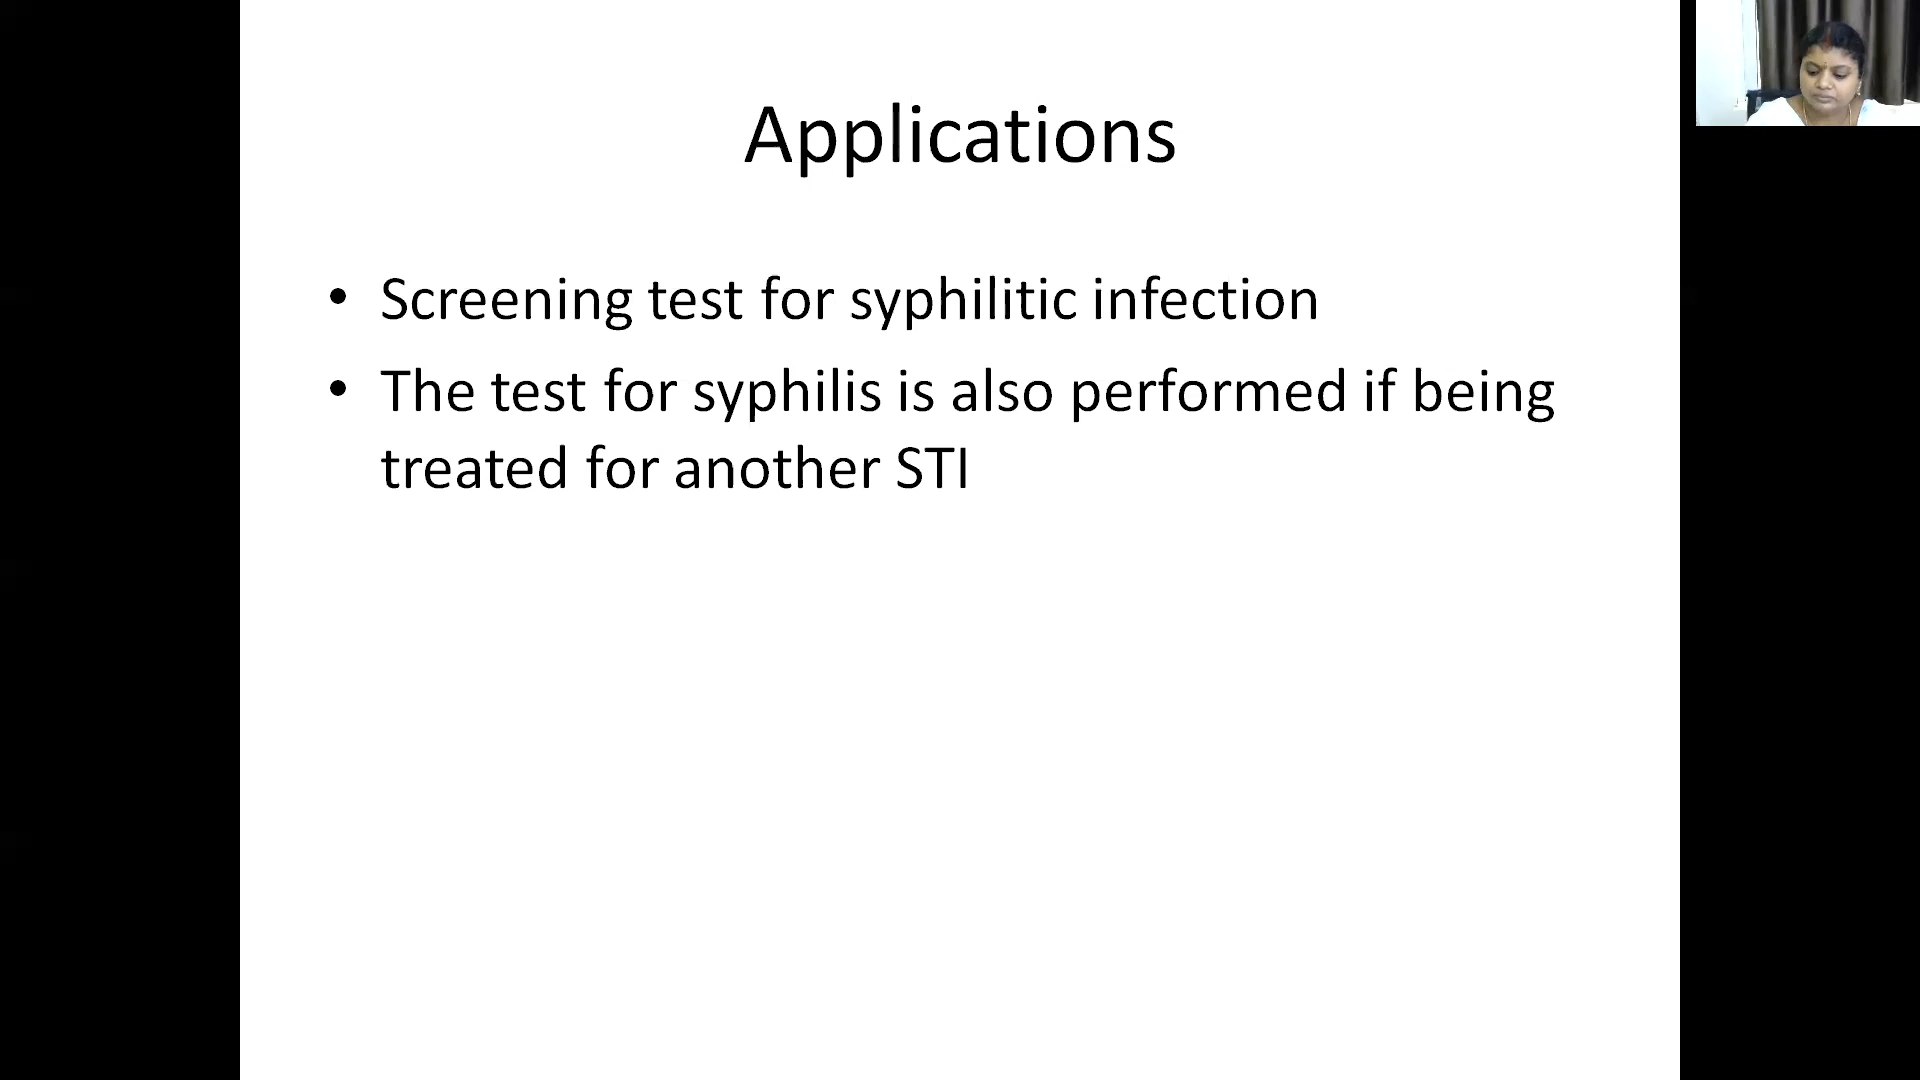 Applications
• Screening test for syphilitic infection
• The test for syphilis is also performed if being
treated for another STI